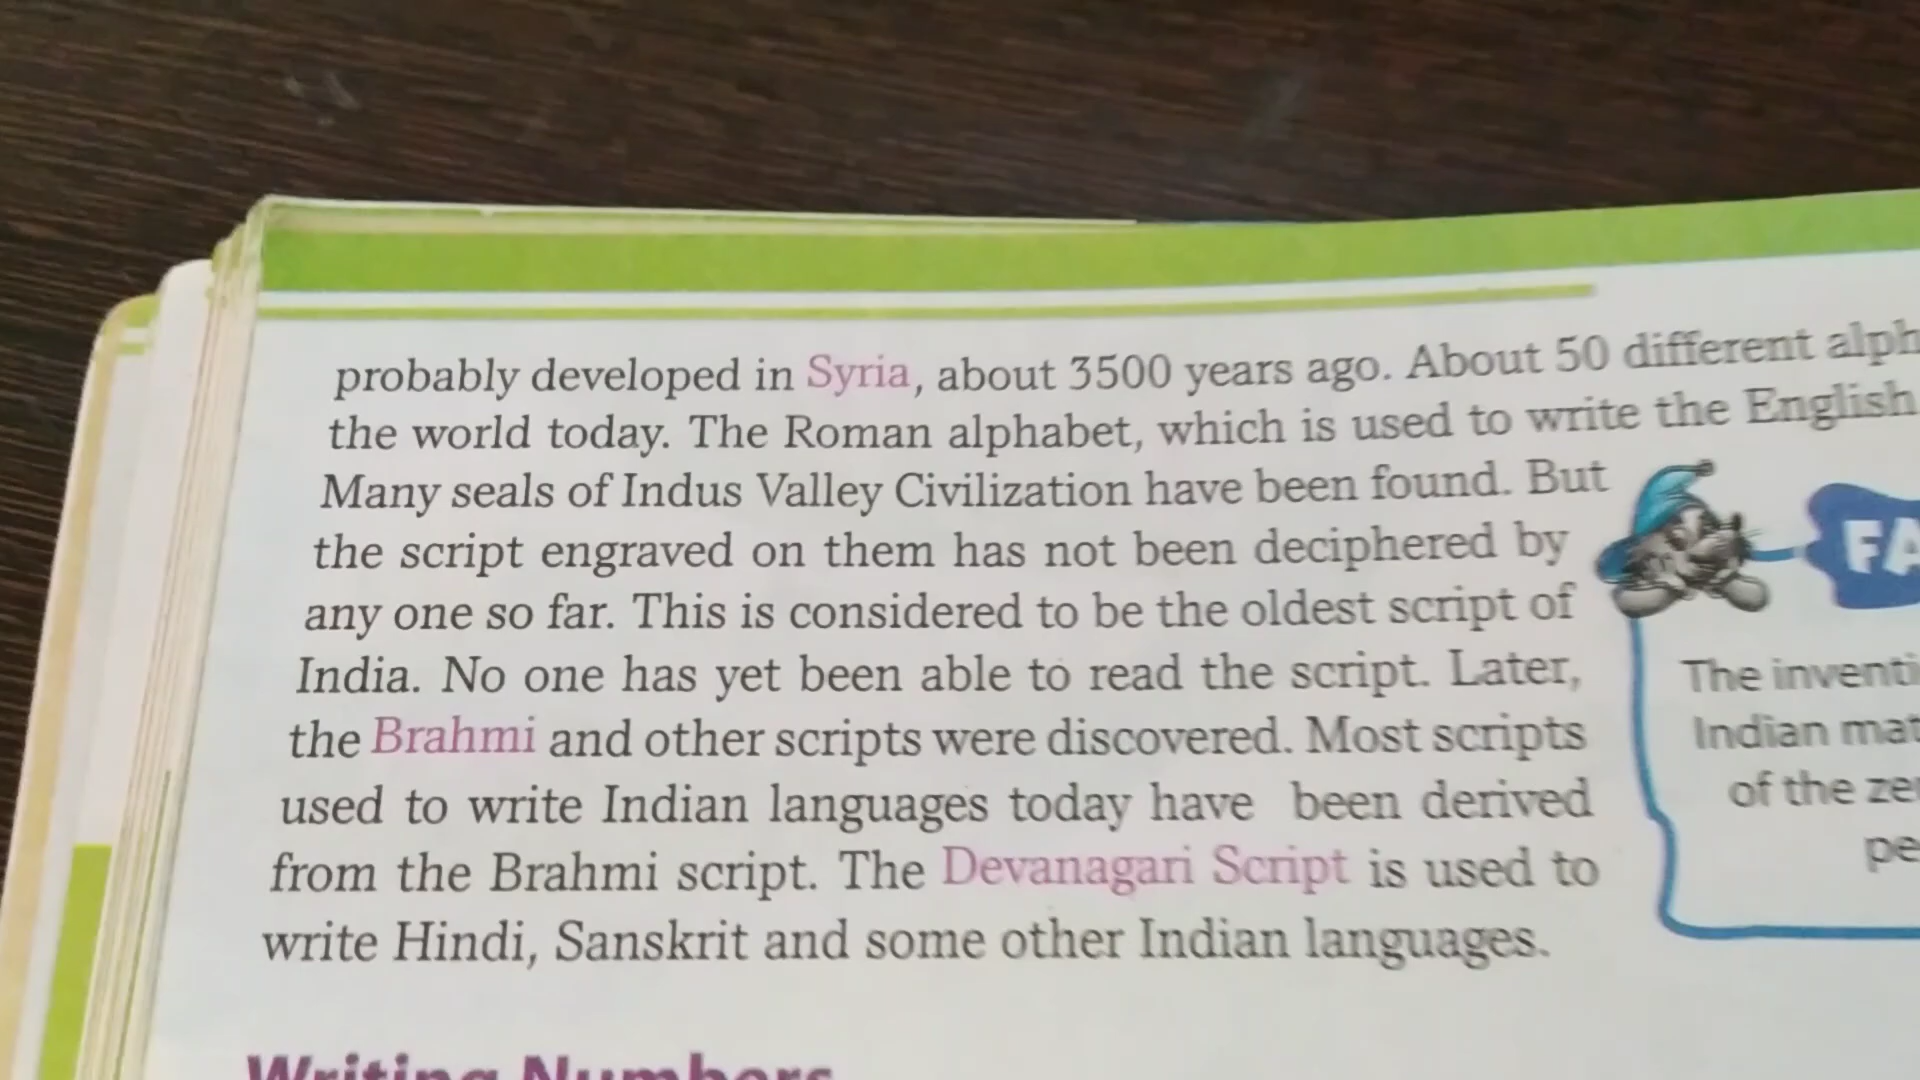 probably developed in Syria, about 3500 years ago. About 50 different alph
the world today. The Roman alphabet, which is used to write the English
Many seals of Indus Valley Civilization have been found. But
the script engraved on them has not been deciphered by
any one so far. This is considered to be the oldest script of
India. No one has yet been able to read the script. Later,
the Brahmi and other scripts were discovered. Most scripts
used to write Indian languages today have been derived
from the Brahmi script. The Devanagari Script is used to
write Hindi, Sanskrit and some other Indian languages.
FA
The inventi
Indian mat
of the ze
pe
Writing Numbers